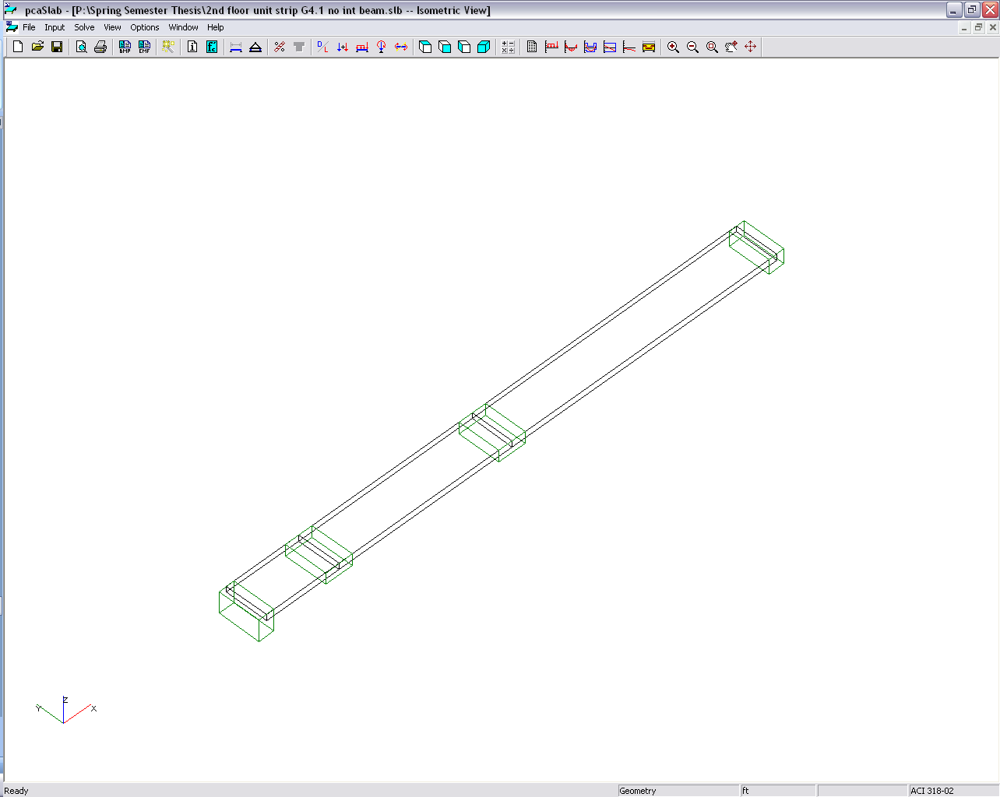 pcaSlab - [P:\Spring Semester Thesis\2nd floor unit strip G4.1 no int beam.slb -- Isometric View]
File Input Solve View Options Window Help
BMP EMF i fc D/L
Z
Y X
Ready Geometry ft ACI 318-02